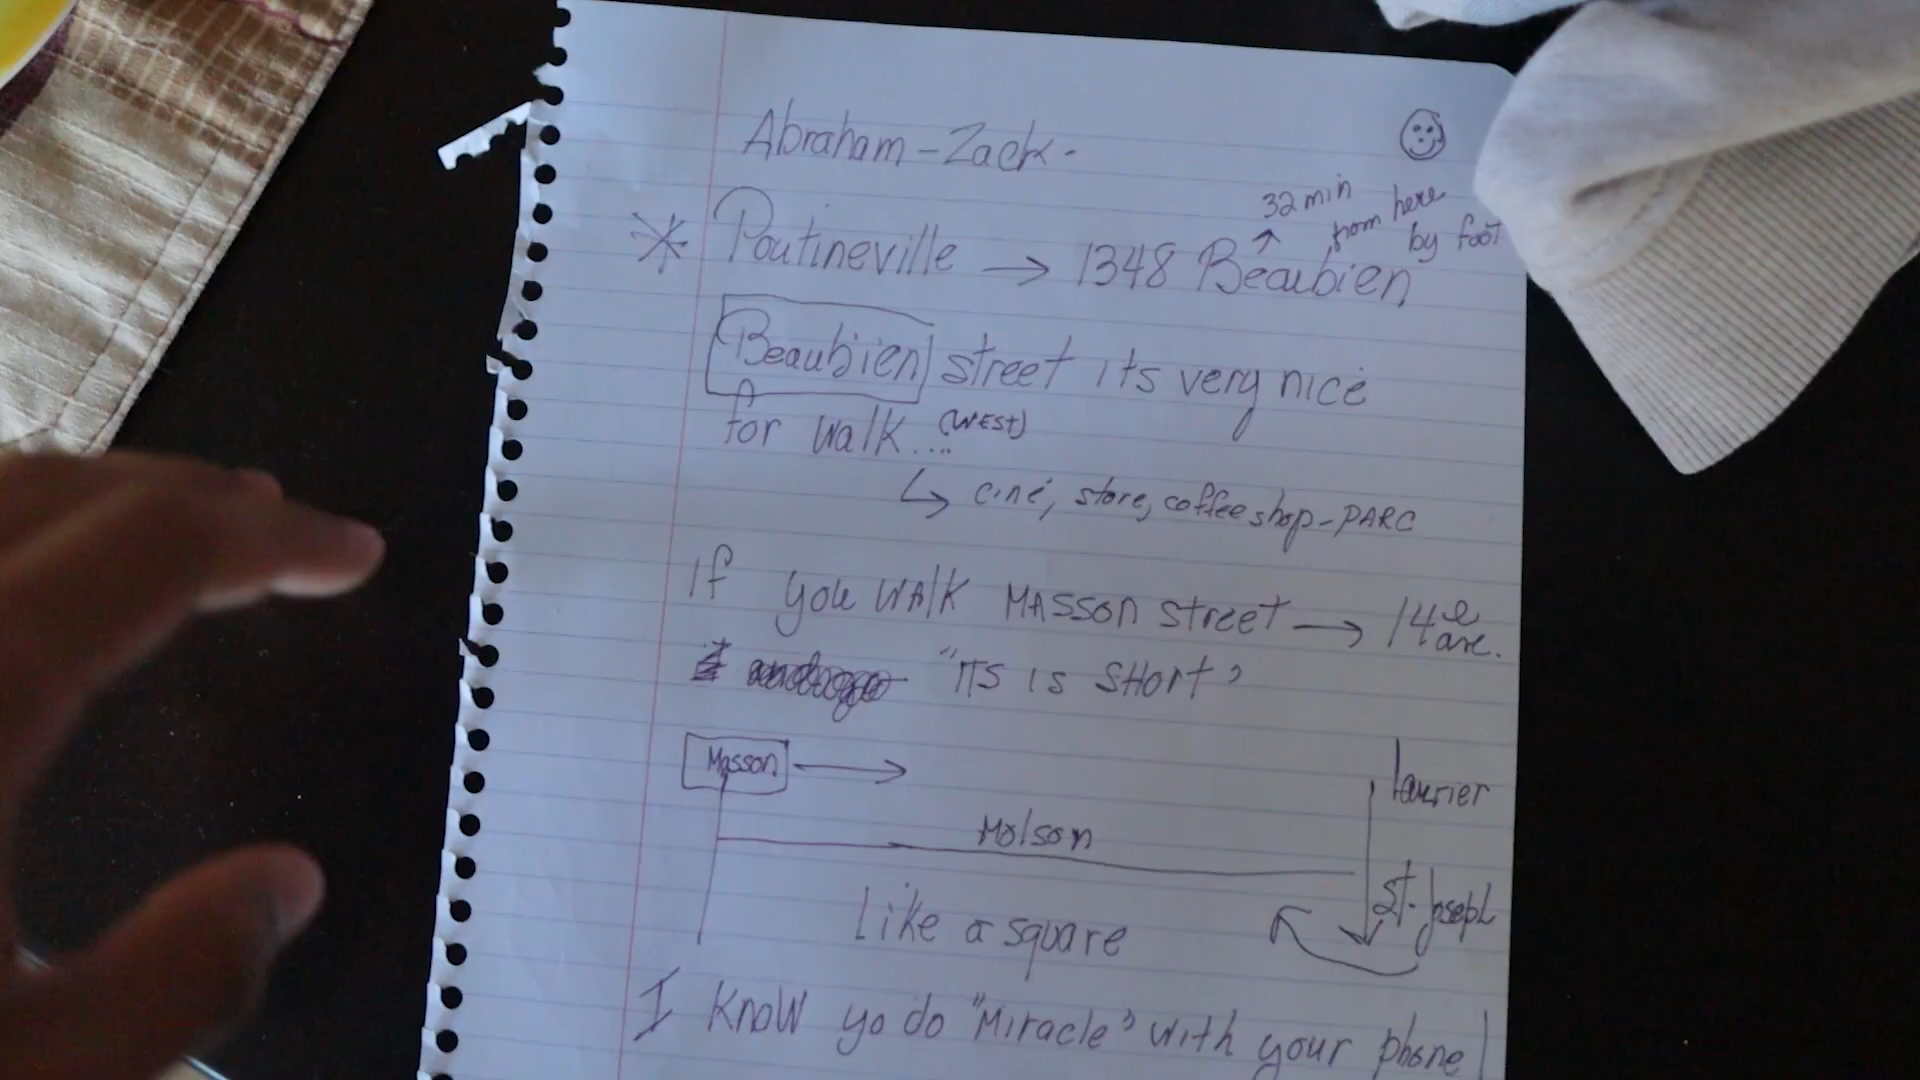 Abraham-Zack.
32 min
from here
by foot
* Poutineville → 1348 Beaubien
Beaubien street its very nice
for walk... (WEST)
↳ ciné, store, coffee shop-PARC
If you WAlk MASSON street → 14e ave.
"ITS IS SHOrt"
Masson →
Laurier
Molson
St-Joseph
Like a square
I KnoW yo do "Miracle" with your phone!